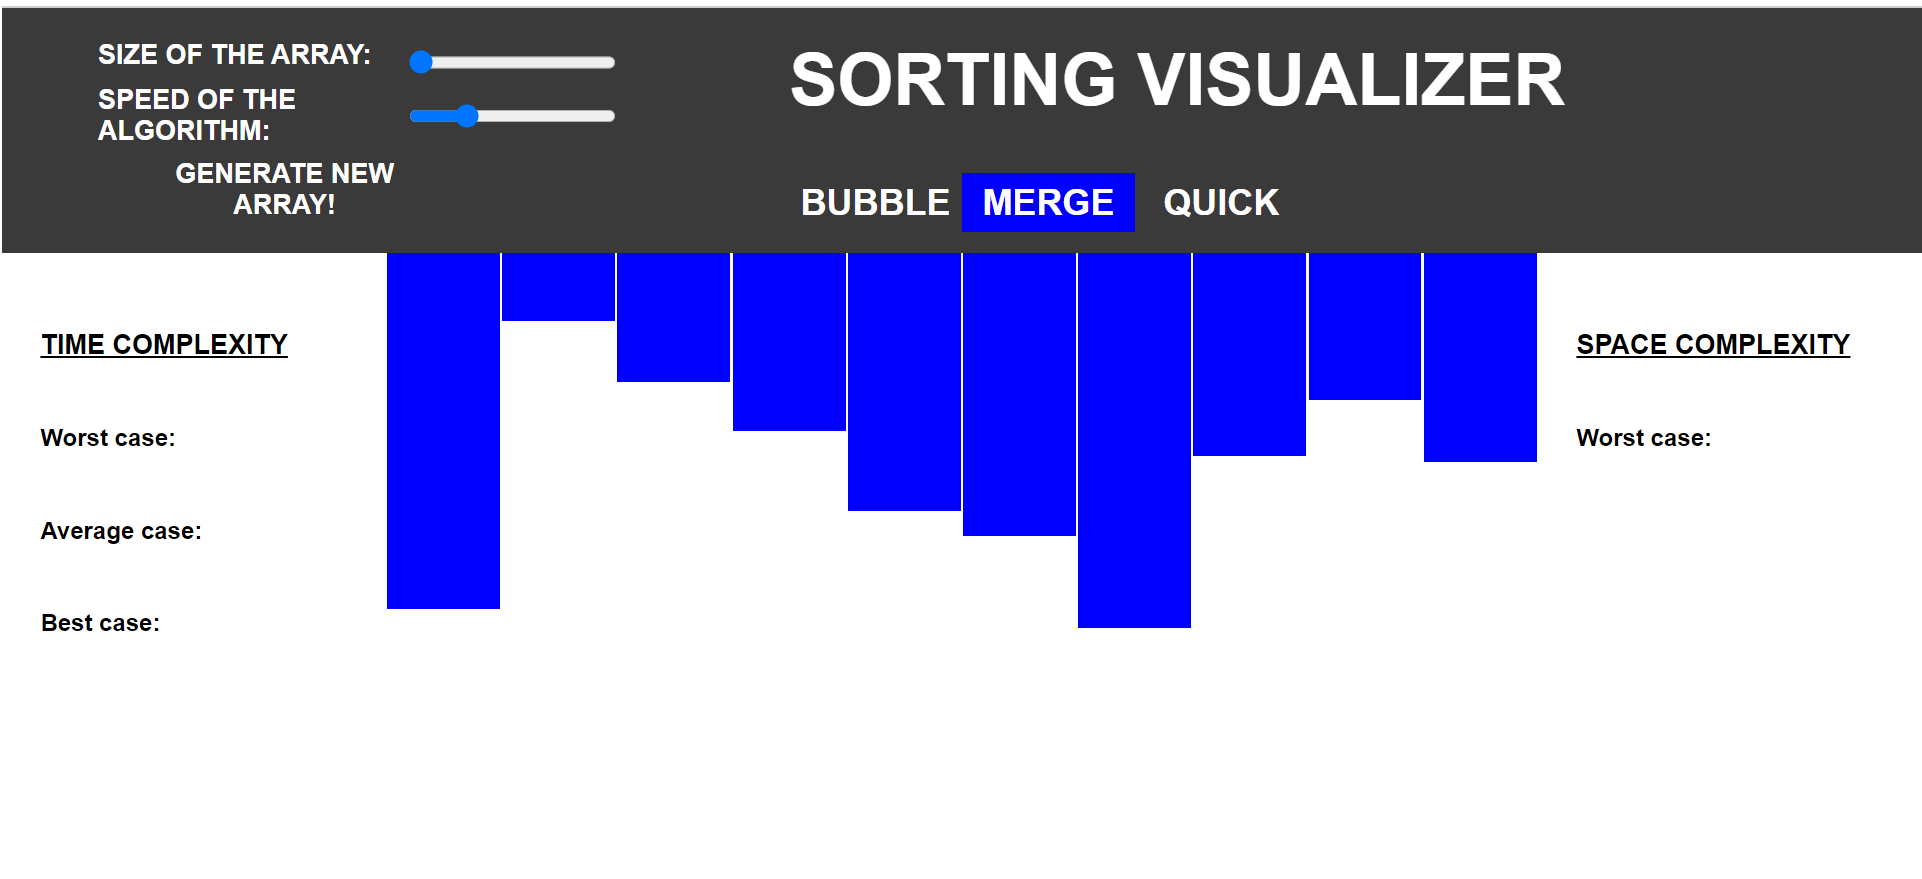 SIZE OF THE ARRAY:
SPEED OF THE
ALGORITHM:
GENERATE NEW
ARRAY!
SORTING VISUALIZER
BUBBLE MERGE QUICK
TIME COMPLEXITY
Worst case:
Average case:
Best case:
SPACE COMPLEXITY
Worst case: